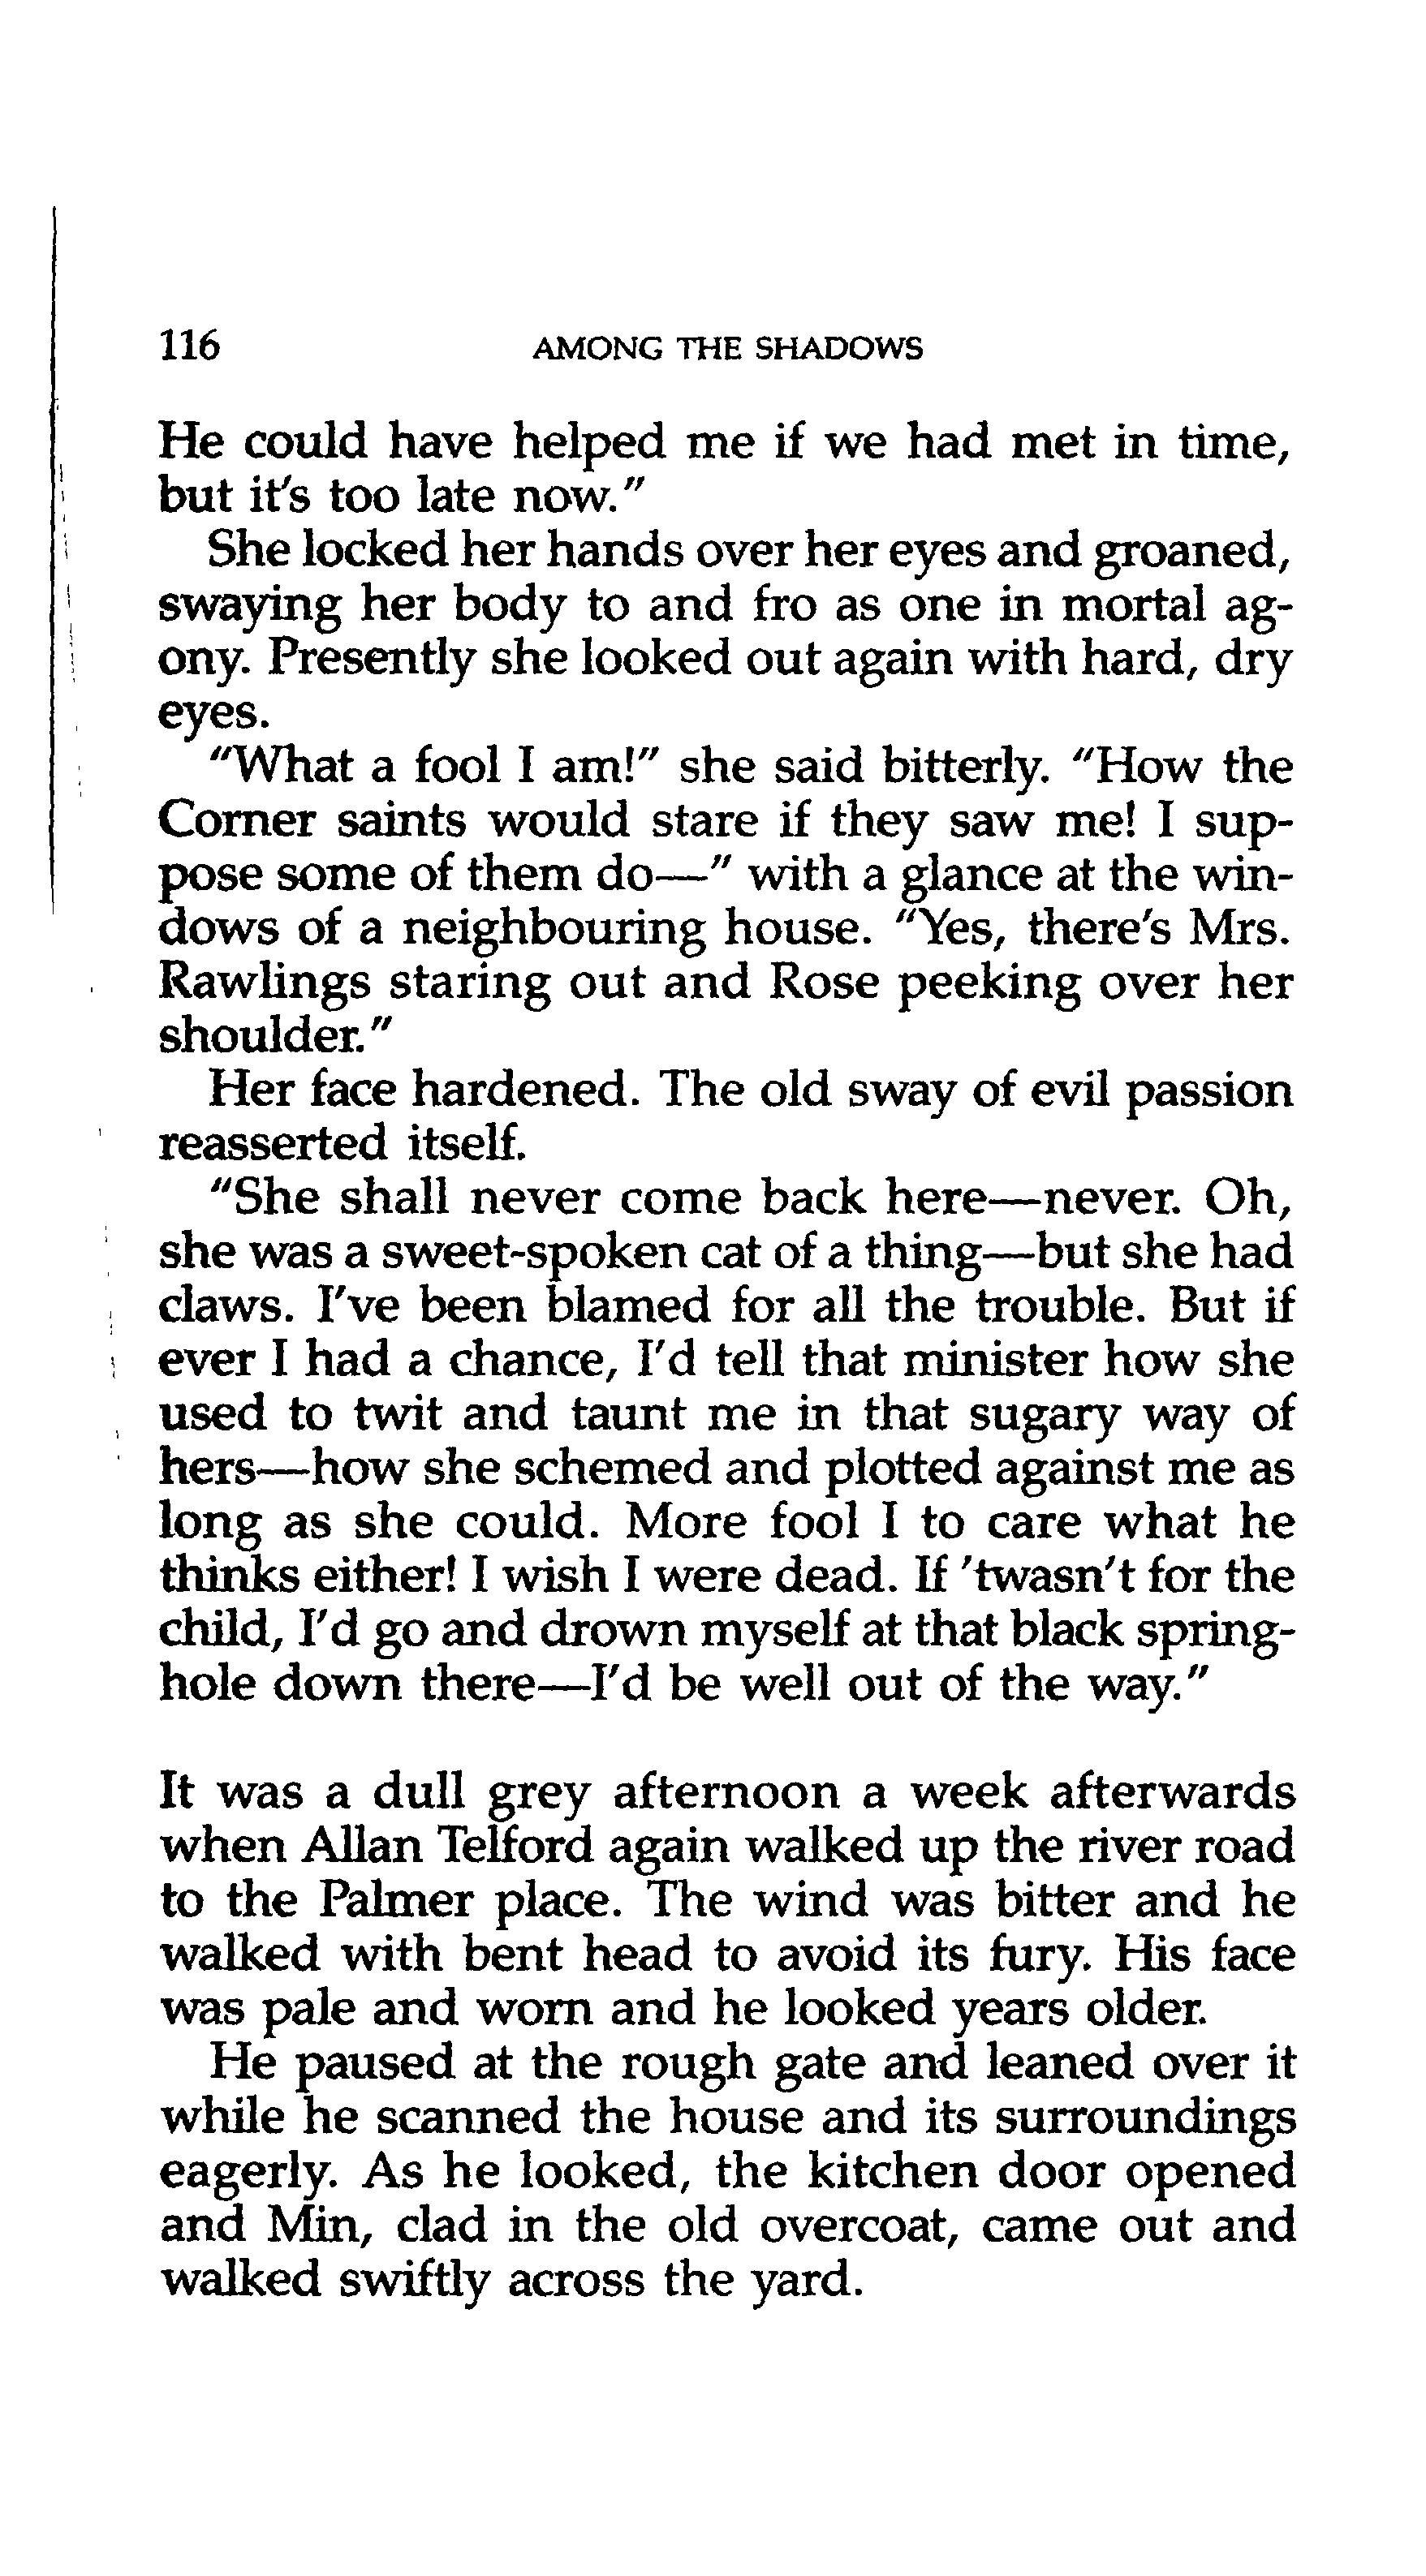 116 AMONG THE SHADOWS
He could have helped me if we had met in time,
but it's too late now."
She locked her hands over her eyes and groaned,
swaying her body to and fro as one in mortal ag-
ony. Presently she looked out again with hard, dry
eyes.
"What a fool I am!" she said bitterly. "How the
Corner saints would stare if they saw me! I sup-
pose some of them do—" with a glance at the win-
dows of a neighbouring house. "Yes, there's Mrs.
Rawlings staring out and Rose peeking over her
shoulder."
Her face hardened. The old sway of evil passion
reasserted itself.
"She shall never come back here—never. Oh,
she was a sweet-spoken cat of a thing—but she had
claws. I've been blamed for all the trouble. But if
ever I had a chance, I'd tell that minister how she
used to twit and taunt me in that sugary way of
hers—how she schemed and plotted against me as
long as she could. More fool I to care what he
thinks either! I wish I were dead. If 'twasn't for the
child, I'd go and drown myself at that black spring-
hole down there—I'd be well out of the way."
It was a dull grey afternoon a week afterwards
when Allan Telford again walked up the river road
to the Palmer place. The wind was bitter and he
walked with bent head to avoid its fury. His face
was pale and worn and he looked years older.
He paused at the rough gate and leaned over it
while he scanned the house and its surroundings
eagerly. As he looked, the kitchen door opened
and Min, clad in the old overcoat, came out and
walked swiftly across the yard.